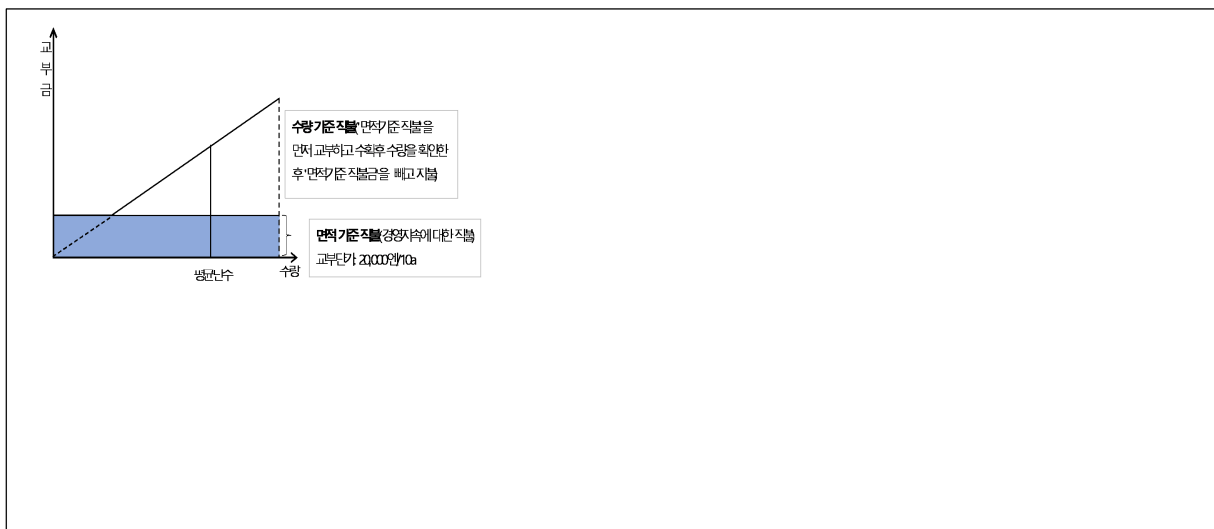 교
부
금
수량 기준 직불('면적기준 직불'을
먼저 교부하고 수확후 수량을 확인한
후 '면적기준 직불금'을 빼고 지불)
면적 기준 직불(경영지속에 대한 직불)
교부단가: 20,000엔/10a
평균단수
수량